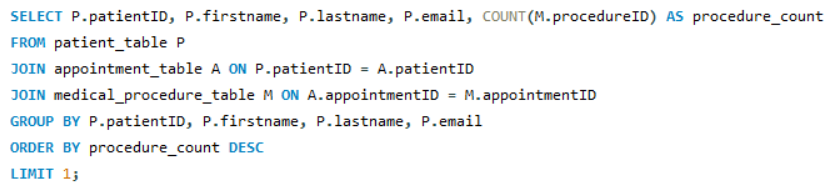 SELECT P.patientID, P.firstname, P.lastname, P.email, COUNT(M.procedureID) AS procedure_count
FROM patient_table P
JOIN appointment_table A ON P.patientID = A.patientID
JOIN medical_procedure_table M ON A.appointmentID = M.appointmentID
GROUP BY P.patientID, P.firstname, P.lastname, P.email
ORDER BY procedure_count DESC
LIMIT 1;